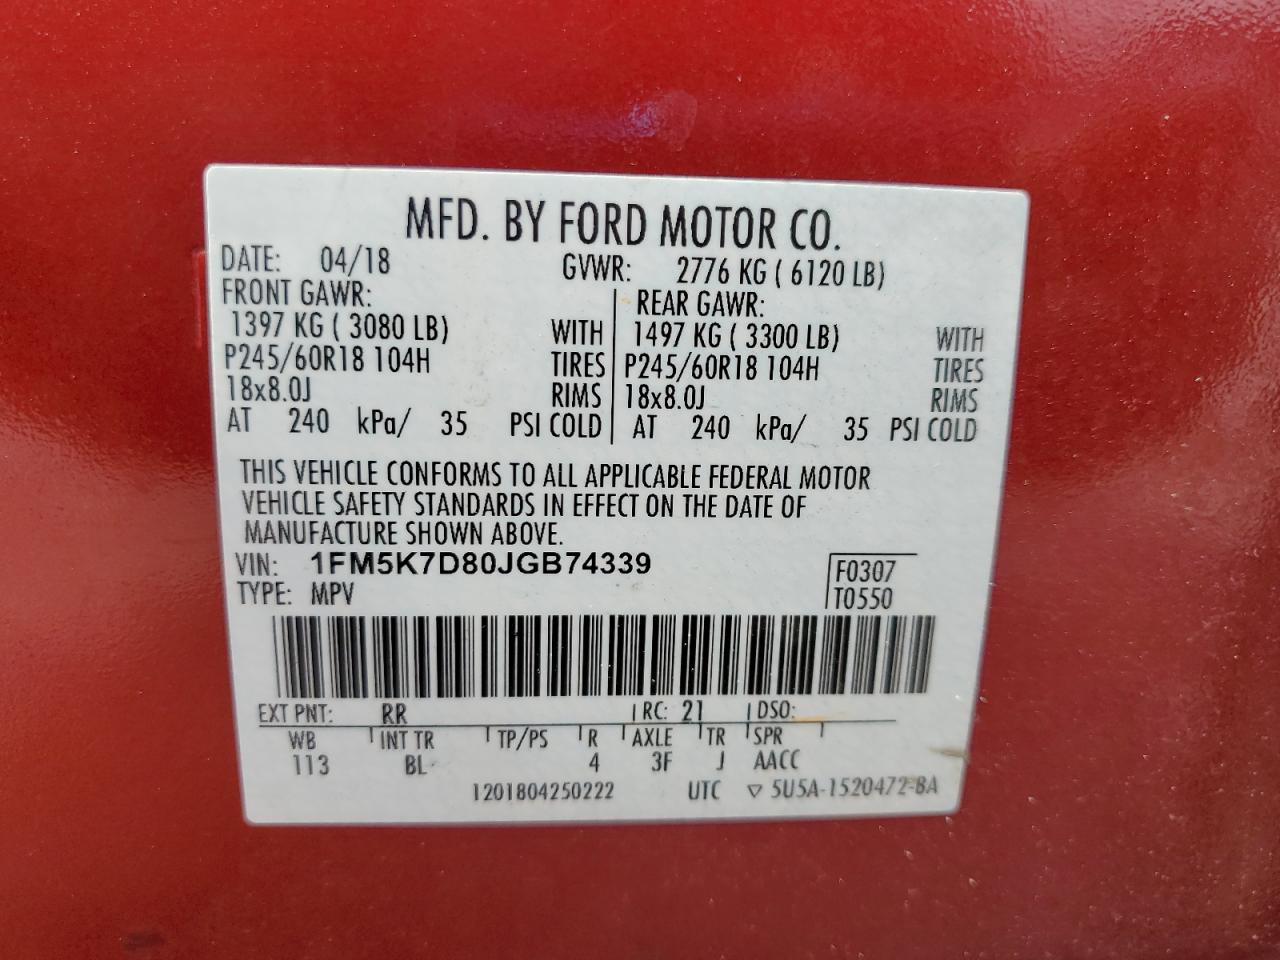 MFD. BY FORD MOTOR CO.
DATE: 04/18 GVWR: 2776 KG ( 6120 LB)
FRONT GAWR: REAR GAWR:
1397 KG ( 3080 LB) WITH 1497 KG ( 3300 LB) WITH
P245/60R18 104H TIRES P245/60R18 104H TIRES
18x8.0J RIMS 18x8.0J RIMS
AT 240 kPa/ 35 PSI COLD AT 240 kPa/ 35 PSI COLD
THIS VEHICLE CONFORMS TO ALL APPLICABLE FEDERAL MOTOR
VEHICLE SAFETY STANDARDS IN EFFECT ON THE DATE OF
MANUFACTURE SHOWN ABOVE.
VIN: 1FM5K7D80JGB74339 F0307
TYPE: MPV T0550
EXT PNT: RR RC: 21 DSO:
WB INT TR TP/PS R AXLE TR SPR
113 BL 4 3F J AACC
1201804250222 UTC ▽ 5U5A-1520472-BA